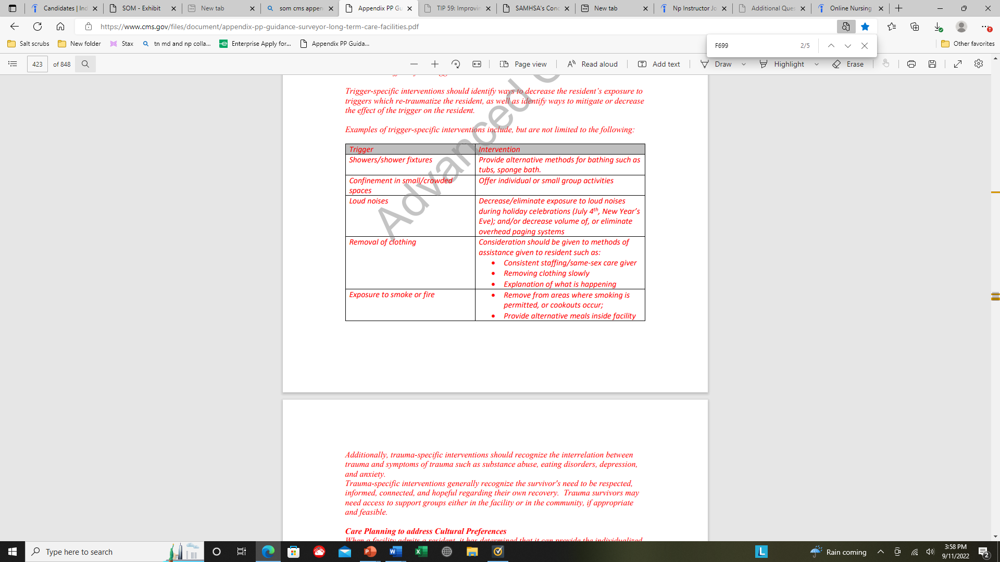 Candidates | Ind
SOM - Exhibit
New tab
som cms appen
Appendix PP Gu
TIP 59: Improvin
SAMHSA's Conc
New tab
Np Instructor Jo
Additional Ques
Online Nursing
https://www.cms.gov/files/document/appendix-pp-guidance-surveyor-long-term-care-facilities.pdf
Salt scrubs
New folder
Stax
tn md and np colla...
Enterprise Apply for...
Appendix PP Guida...
Other favorites
F699
2/5
423
of 848
Page view
Read aloud
Add text
Draw
Highlight
Erase
Trigger-specific interventions should identify ways to decrease the resident's exposure to
triggers which re-traumatize the resident, as well as identify ways to mitigate or decrease
the effect of the trigger on the resident.
Examples of trigger-specific interventions include, but are not limited to the following:
Trigger
Intervention
Showers/shower fixtures
Provide alternative methods for bathing such as
tubs, sponge bath.
Confinement in small/crowded
spaces
Offer individual or small group activities
Loud noises
Decrease/eliminate exposure to loud noises
during holiday celebrations (July 4th, New Year's
Eve); and/or decrease volume of, or eliminate
overhead paging systems
Removal of clothing
Consideration should be given to methods of
assistance given to resident such as:
• Consistent staffing/same-sex care giver
• Removing clothing slowly
• Explanation of what is happening
Exposure to smoke or fire
• Remove from areas where smoking is
permitted, or cookouts occur;
• Provide alternative meals inside facility
Advanced
Additionally, trauma-specific interventions should recognize the interrelation between
trauma and symptoms of trauma such as substance abuse, eating disorders, depression,
and anxiety.
Trauma-specific interventions generally recognize the survivor's need to be respected,
informed, connected, and hopeful regarding their own recovery.  Trauma survivors may
need access to support groups either in the facility or in the community, if appropriate
and feasible.
Care Planning to address Cultural Preferences
When a facility admits a resident, it has determined that it can provide the individualized
Type here to search
L
Rain coming
3:58 PM
9/11/2022
2